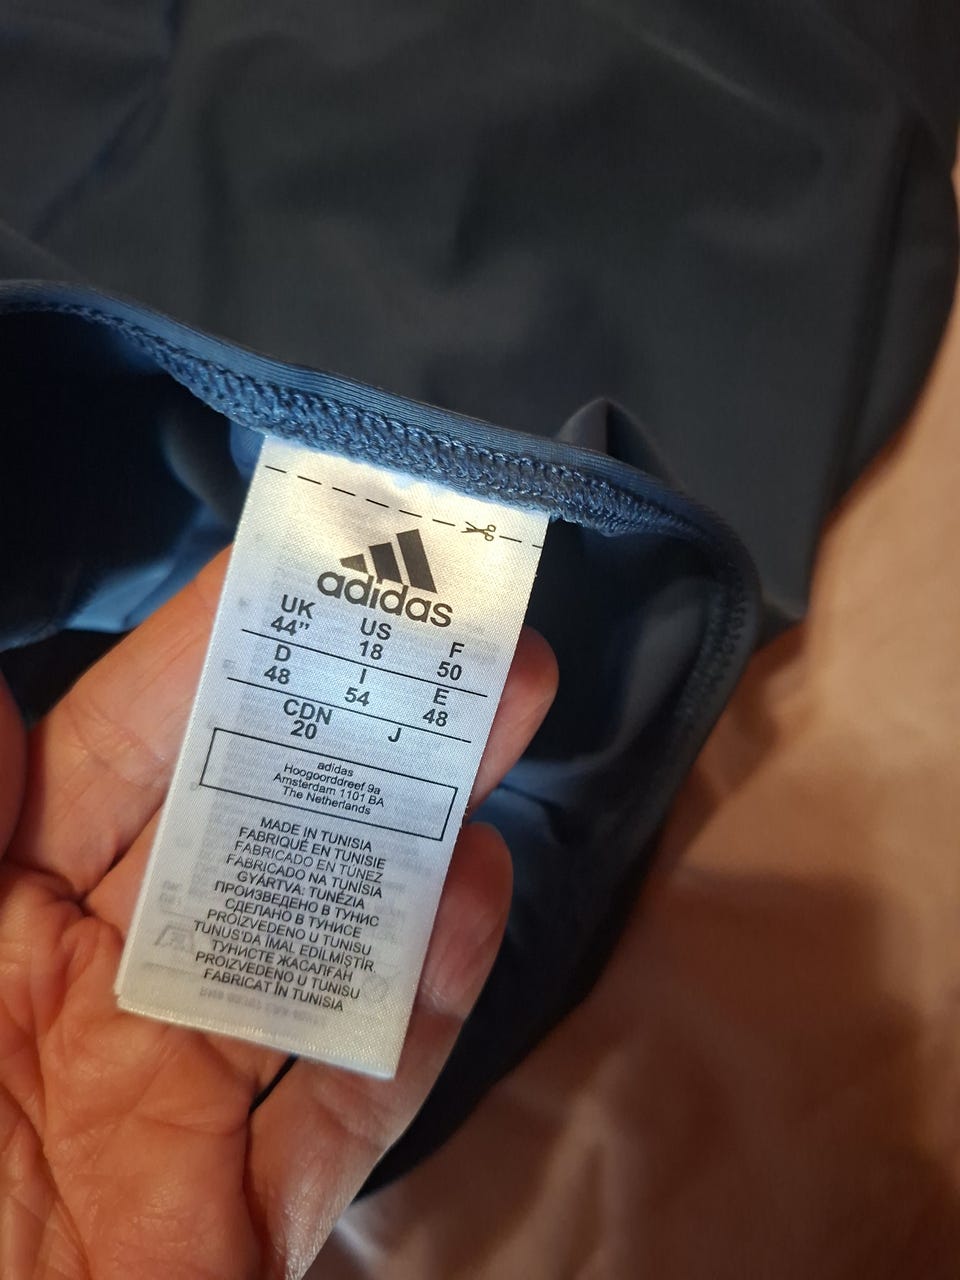 adidas
UK US F
44" 18 50
D I E
48 54 48
CDN J
20
adidas
Hoogoorddreef 9a
Amsterdam 1101 BA
The Netherlands
MADE IN TUNISIA
FABRIQUÉ EN TUNISIE
FABRICADO EN TUNEZ
FABRICADO NA TUNÍSIA
GYÁRTVA: TUNÉZIA
ПРОИЗВЕДЕНО В ТУНИС
СДЕЛАНО В ТУНИСЕ
PROIZVEDENO U TUNISU
TUNUS'DA İMAL EDİLMİŞTİR.
ТУНИСТЕ ЖАСАЛҒАН
PROIZVEDENO U TUNISU
FABRICAT ÎN TUNISIA